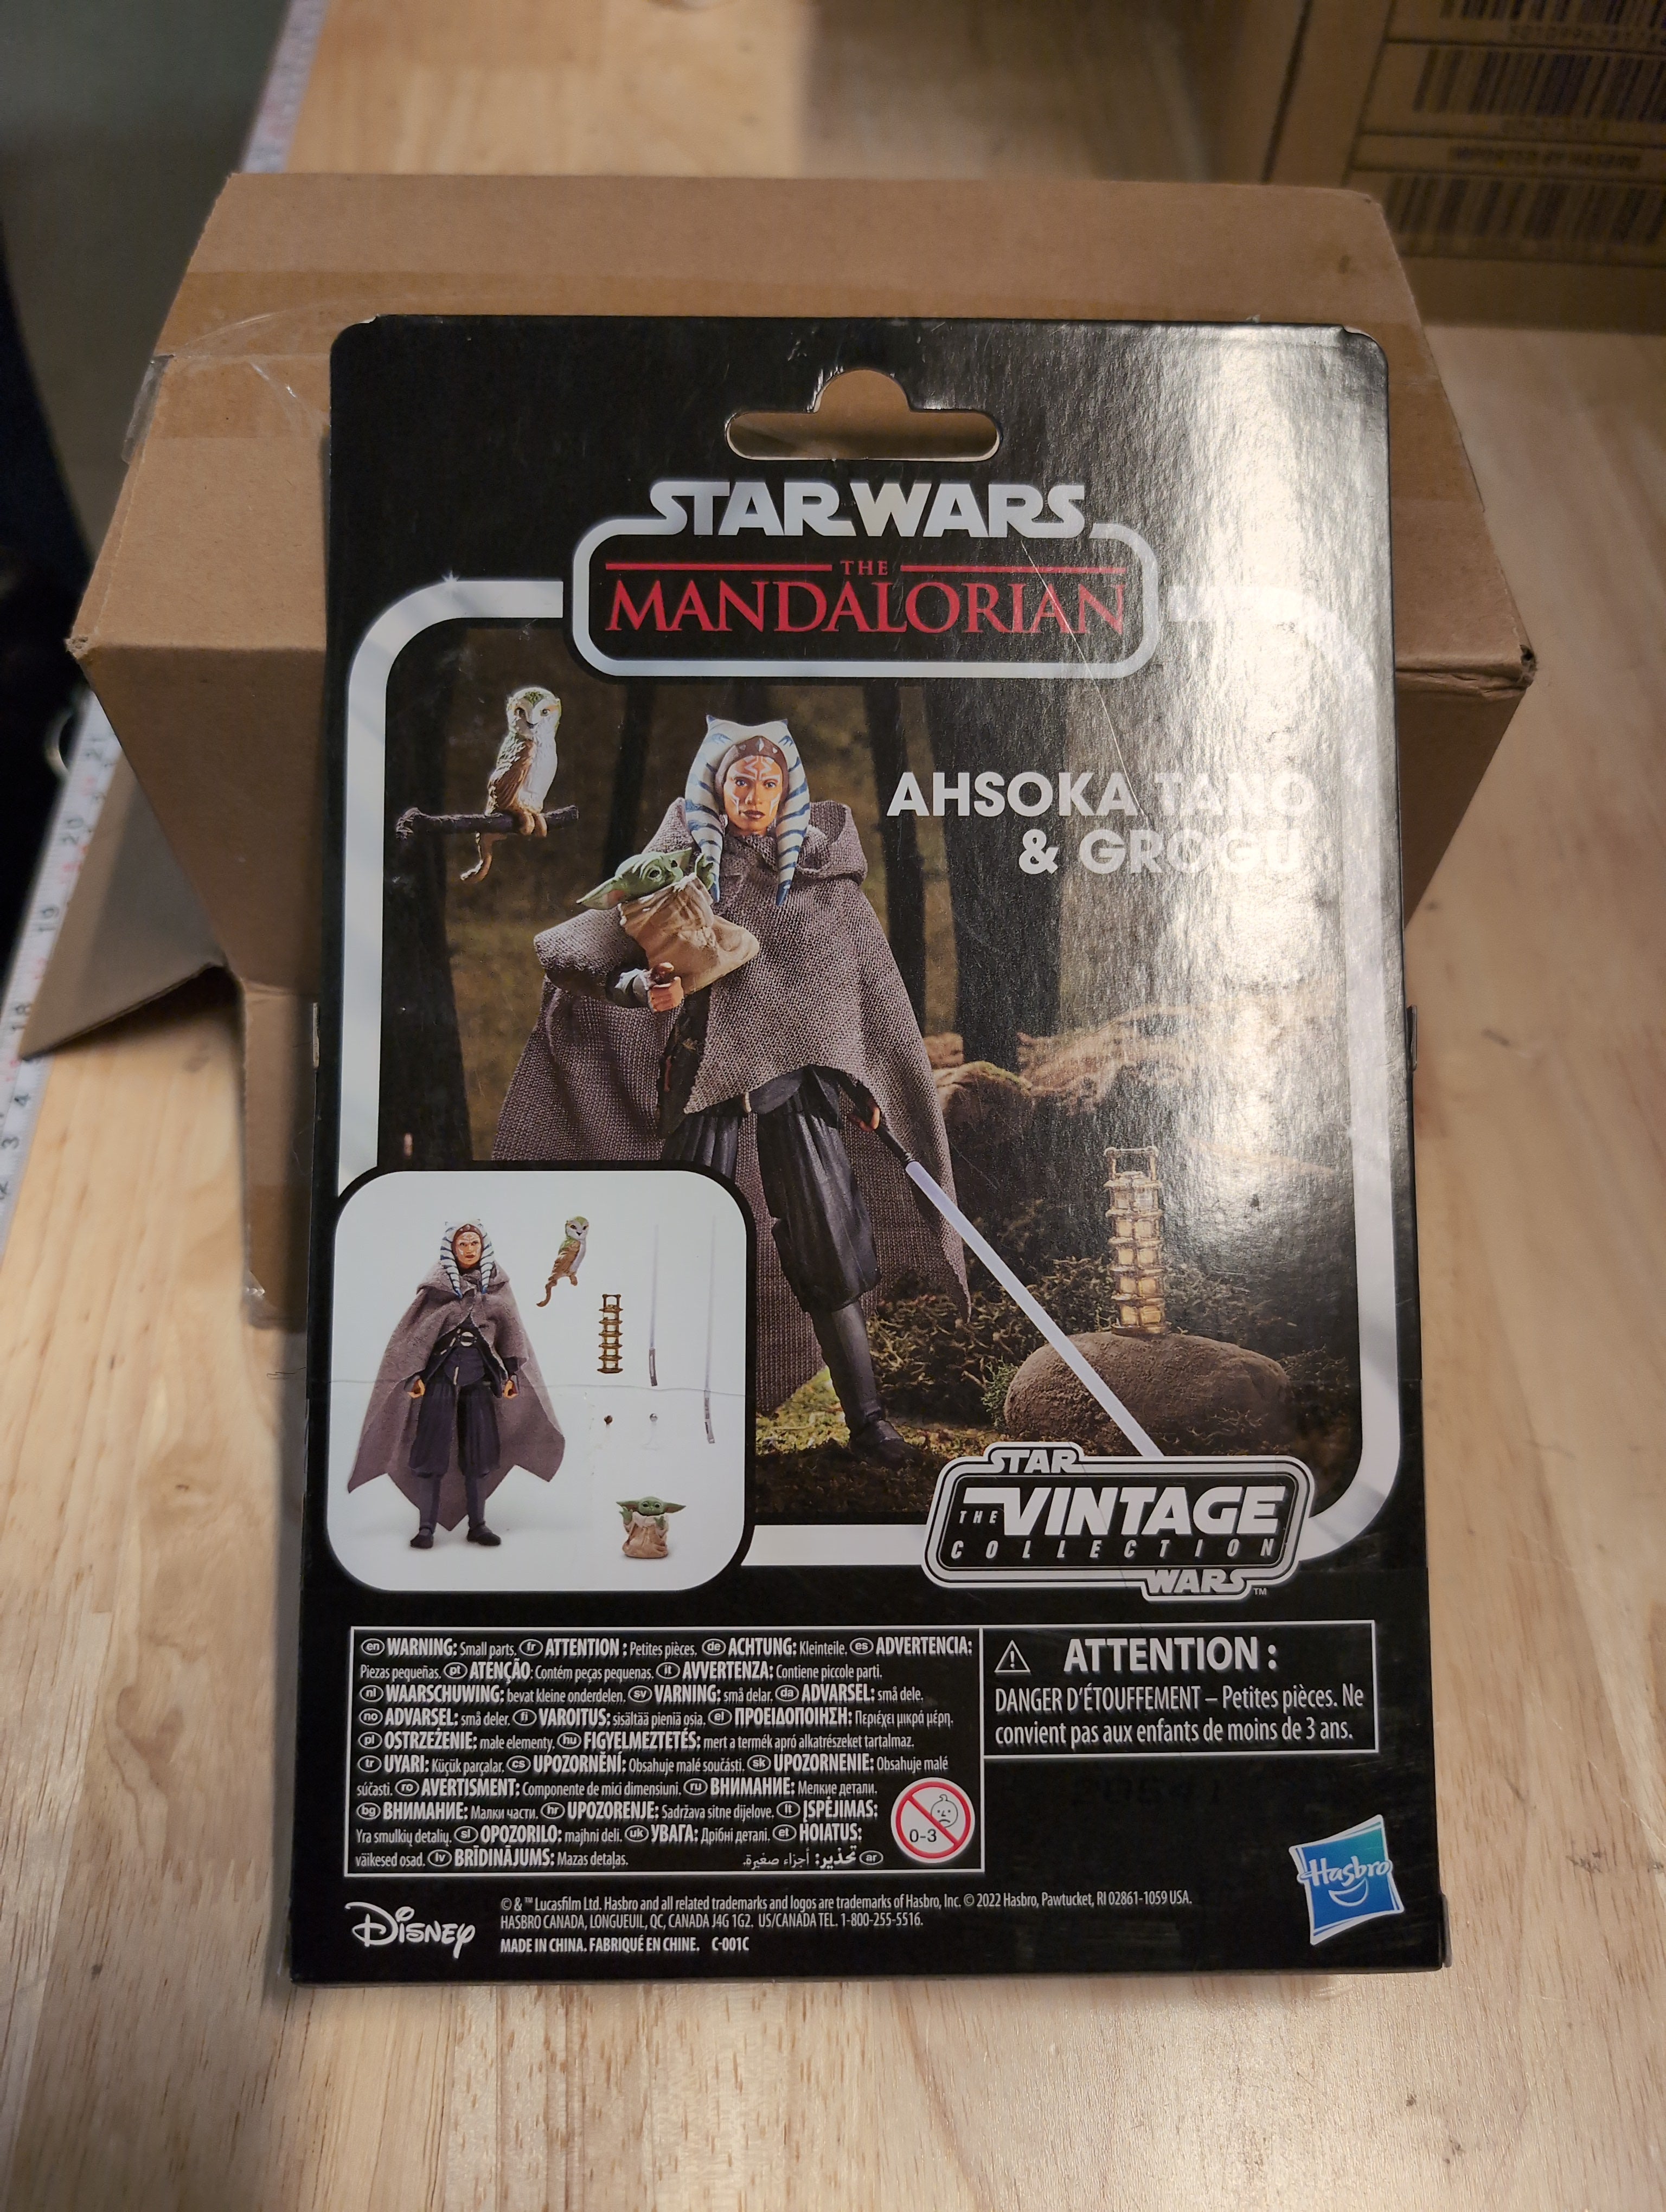 STAR WARS
THE
MANDALORIAN
AHSOKA TANO
& GROGU
STAR
THE VINTAGE
COLLECTION
WARS™
en WARNING: Small parts. fr ATTENTION : Petites pièces. de ACHTUNG: Kleinteile. es ADVERTENCIA:
Piezas pequeñas. pt ATENÇÃO: Contém peças pequenas. it AVVERTENZA: Contiene piccole parti.
nl WAARSCHUWING: bevat kleine onderdelen. sv VARNING: små delar. da ADVARSEL: små dele.
no ADVARSEL: små deler. fi VAROITUS: sisältää pieniä osia. el ΠΡΟΕΙΔΟΠΟΙΗΣΗ: Περιέχει μικρά μέρη.
pl OSTRZEŻENIE: małe elementy. hu FIGYELMEZTETÉS: mert a termék apró alkatrészeket tartalmaz.
tr UYARI: Küçük parçalar. cs UPOZORNĚNÍ: Obsahuje malé součásti. sk UPOZORNENIE: Obsahuje malé
súčasti. ro AVERTISMENT: Componente de mici dimensiuni. ru ВНИМАНИЕ: Мелкие детали.
bg ВНИМАНИЕ: Малки части. hr UPOZORENJE: Sadržava sitne dijelove. lt ĮSPĖJIMAS:
Yra smulkių detalių. sl OPOZORILO: majhni deli. uk УВАГА: Дрібні деталі. et HOIATUS:
väikesed osad. lv BRĪDINĀJUMS: Mazas detaļas. ar تحذير: أجزاء صغيرة.
0-3
ATTENTION :
DANGER D'ÉTOUFFEMENT – Petites pièces. Ne
convient pas aux enfants de moins de 3 ans.
Hasbro
Disney
© & ™ Lucasfilm Ltd. Hasbro and all related trademarks and logos are trademarks of Hasbro, Inc. © 2022 Hasbro, Pawtucket, RI 02861-1059 USA.
HASBRO CANADA, LONGUEUIL, QC, CANADA J4G 1G2. US/CANADA TEL. 1-800-255-5516.
MADE IN CHINA. FABRIQUÉ EN CHINE. C-001C
21
20
19
18
4
3
2